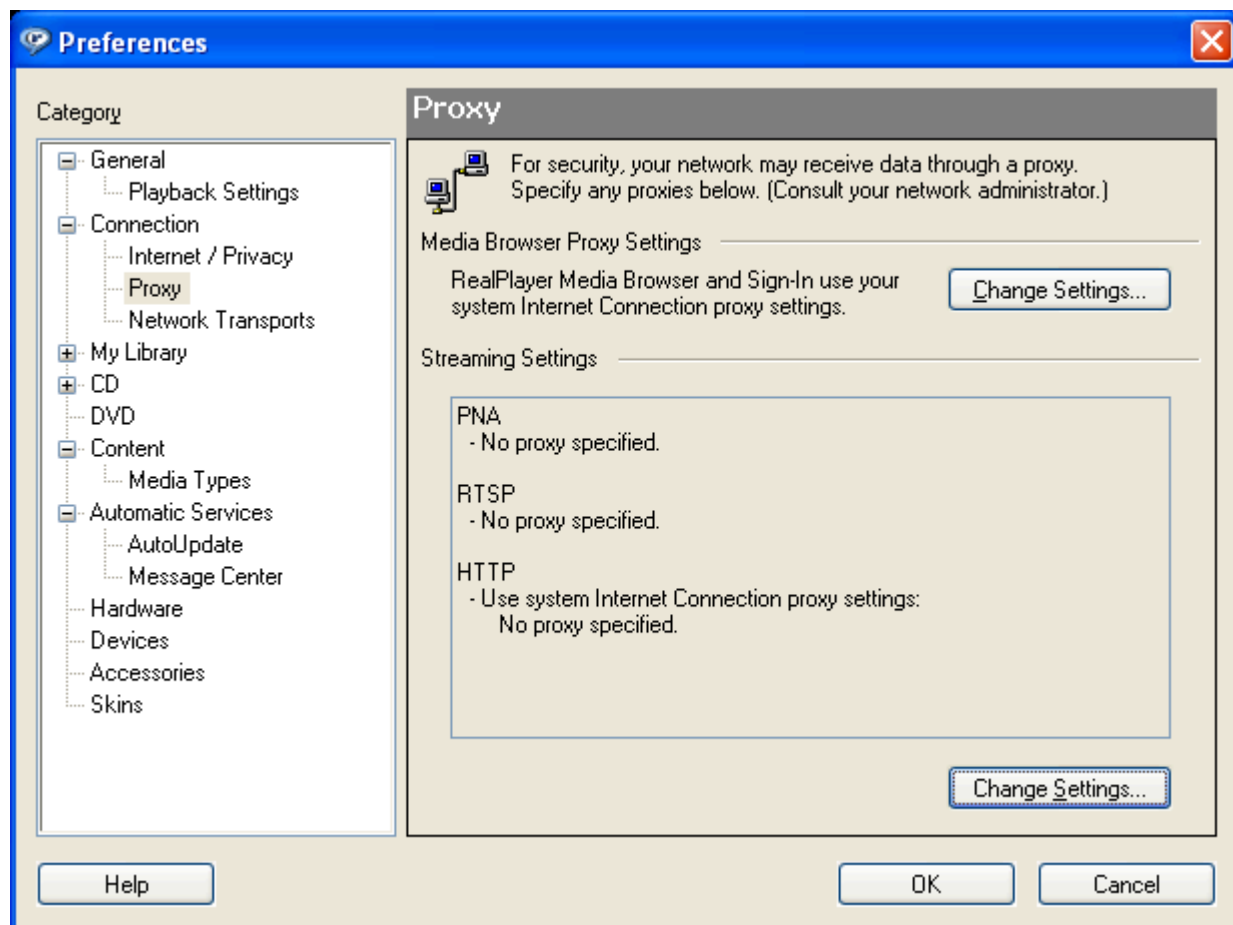 Preferences
Category
General
Playback Settings
Connection
Internet / Privacy
Proxy
Network Transports
My Library
CD
DVD
Content
Media Types
Automatic Services
AutoUpdate
Message Center
Hardware
Devices
Accessories
Skins
Proxy
For security, your network may receive data through a proxy.
Specify any proxies below. (Consult your network administrator.)
Media Browser Proxy Settings
RealPlayer Media Browser and Sign-In use your
system Internet Connection proxy settings.
Change Settings...
Streaming Settings
PNA
- No proxy specified.
RTSP
- No proxy specified.
HTTP
- Use system Internet Connection proxy settings:
No proxy specified.
Change Settings...
Help
OK
Cancel